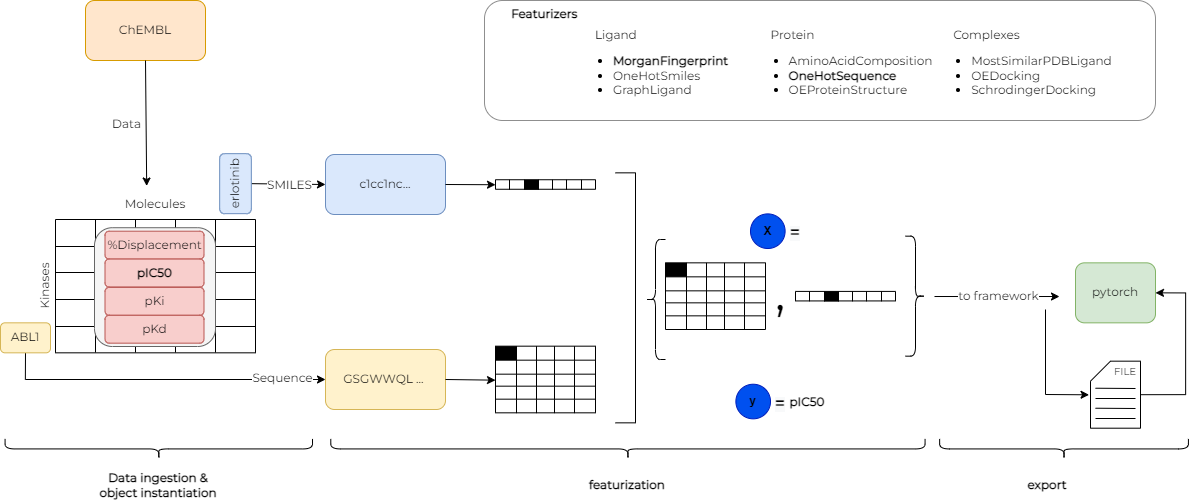 Featurizers
ChEMBL
Ligand
Protein
Complexes
MorganFingerprint
OneHotSmiles
GraphLigand
AminoAcidComposition
OneHotSequence
OEProteinStructure
MostSimilarPDBLigand
OEDocking
SchrodingerDocking
Data
erlotinib
SMILES
c1cc1nc...
Molecules
Kinases
%Displacement
pIC50
pKi
pKd
ABL1
Sequence
GSGWWQL ...
X =
,
y = pIC50
to framework
pytorch
FILE
Data ingestion &
object instantiation
featurization
export